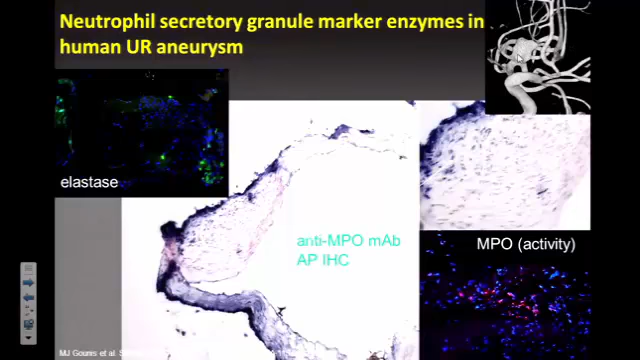 Neutrophil secretory granule marker enzymes in
human UR aneurysm
elastase
anti-MPO mAb
AP IHC
MPO (activity)
MJ Gounis et al.